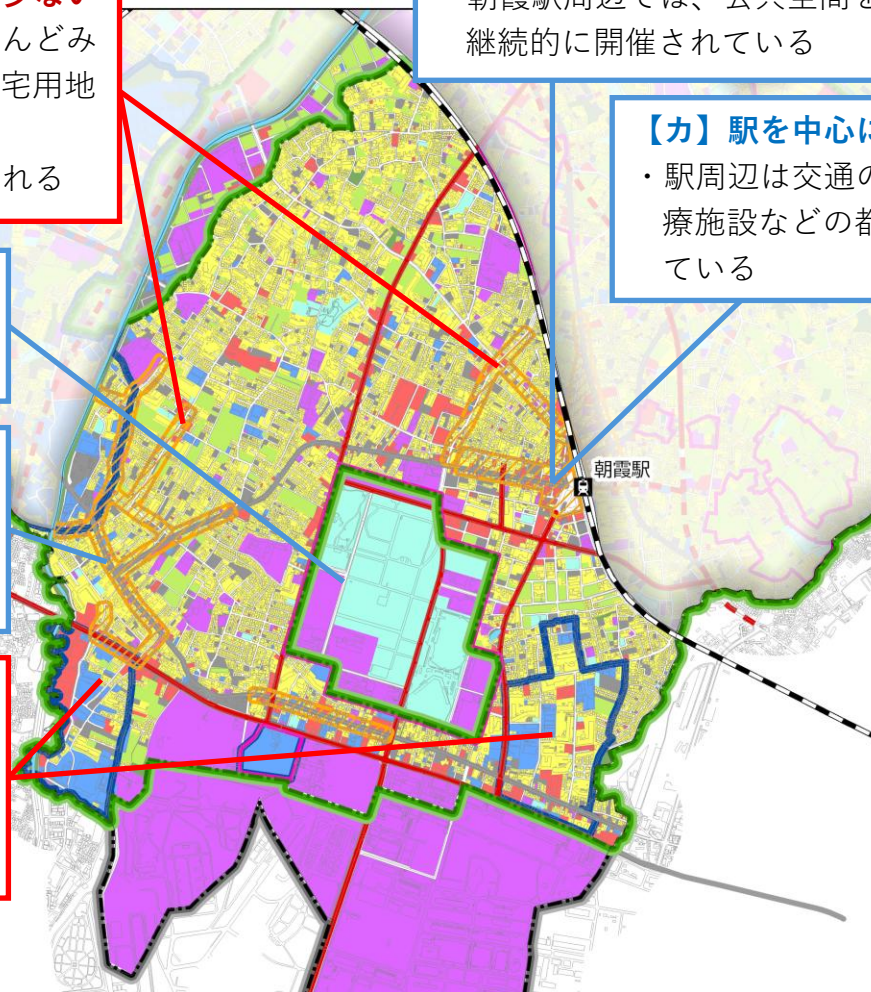 ない
んどみ
宅用地
れる
継続的に開催されている
【カ】駅を中心に
・駅周辺は交通の
療施設などの都
ている
朝霞駅